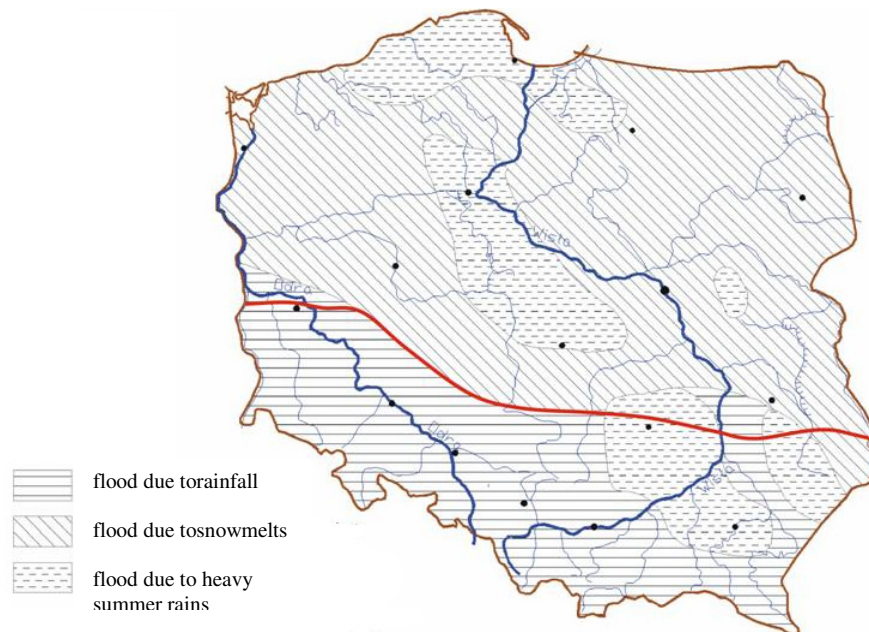 Wisła
Odra
Odra
Wisła
flood due torainfall
flood due tosnowmelts
flood due to heavy
summer rains